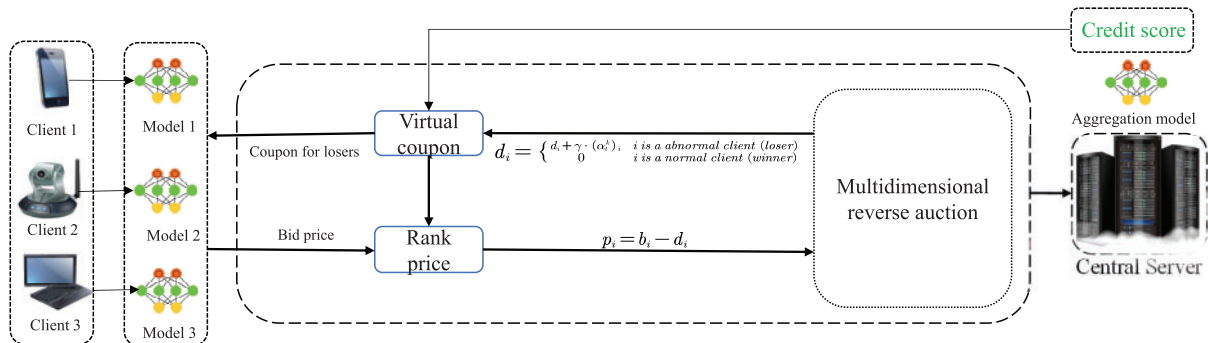 Client 1
Client 2
Client 3
Model 1
Model 2
Model 3
Coupon for losers
Bid price
Virtual
coupon
Rank
price
d_i = { d_i + γ · (α_i^k)_i   i is a abnormal client (loser)
0   i is a normal client (winner)
p_i = b_i − d_i
Multidimensional
reverse auction
Credit score
Aggregation model
Central Server